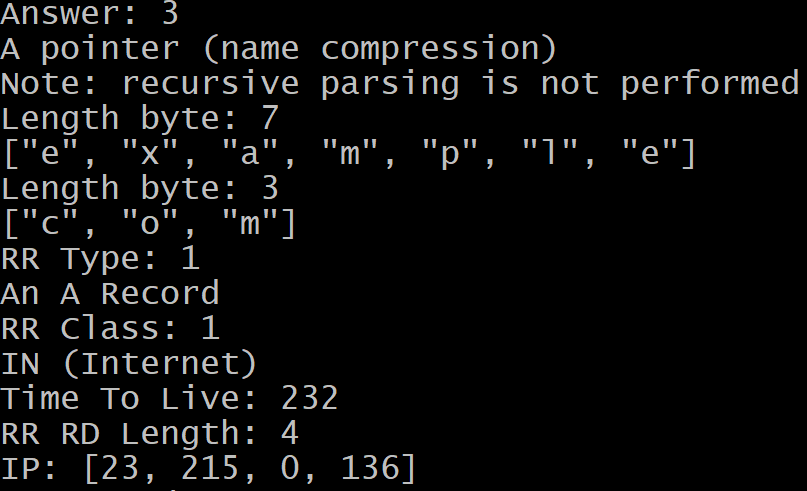 Answer: 3
A pointer (name compression)
Note: recursive parsing is not performed
Length byte: 7
["e", "x", "a", "m", "p", "l", "e"]
Length byte: 3
["c", "o", "m"]
RR Type: 1
An A Record
RR Class: 1
IN (Internet)
Time To Live: 232
RR RD Length: 4
IP: [23, 215, 0, 136]